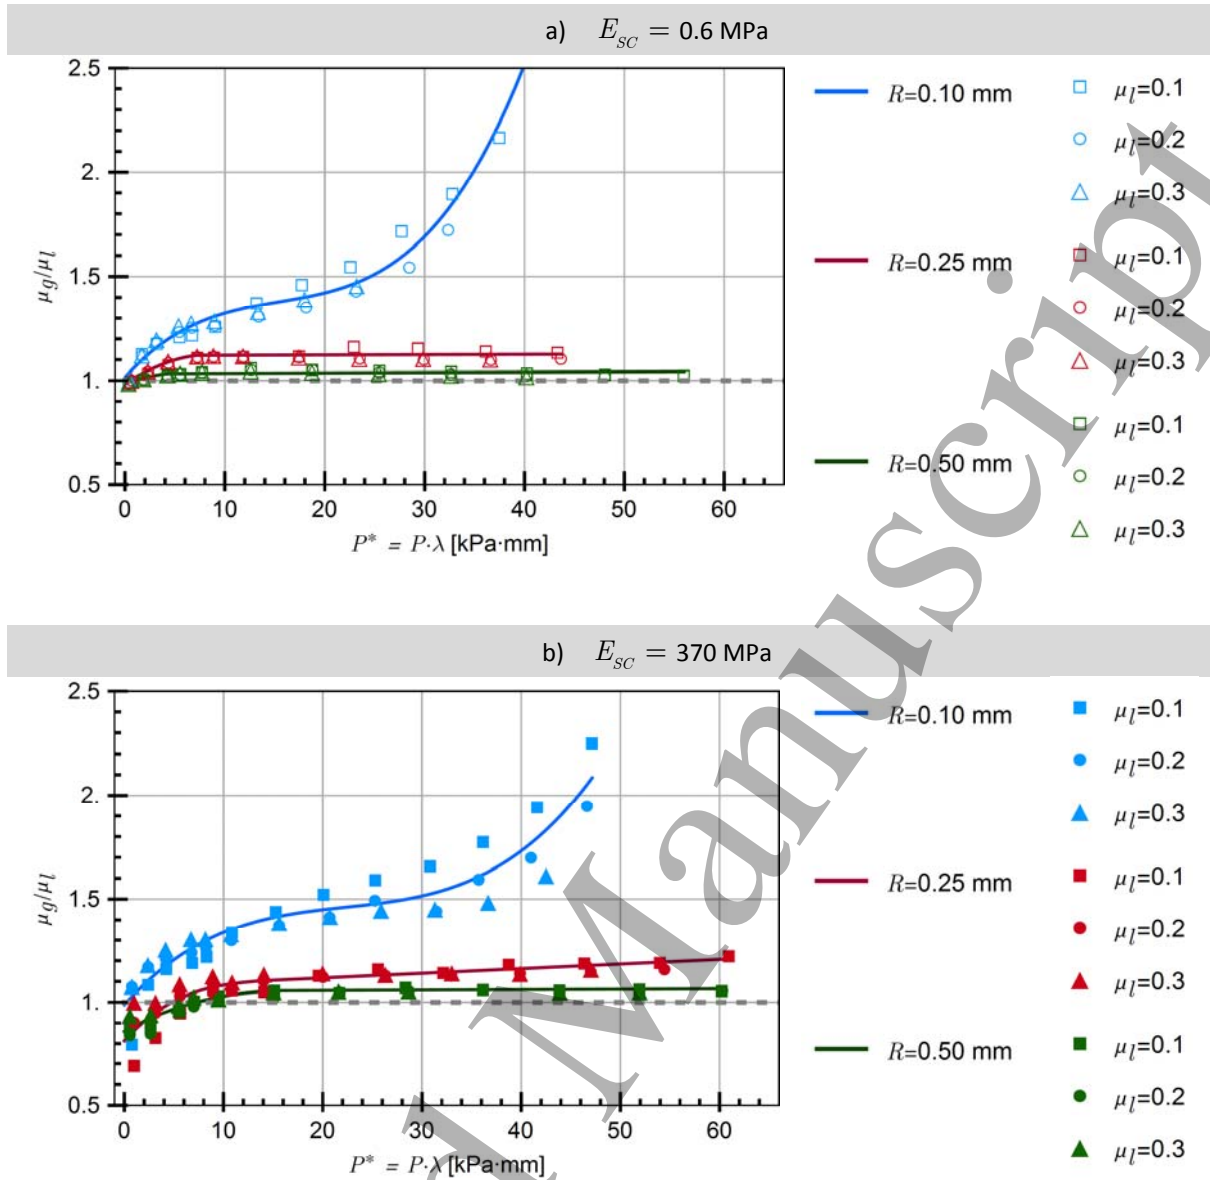 a) E_SC = 0.6 MPa
2.5
2.
1.5
1.
0.5
μg/μl
0 10 20 30 40 50 60
P* = P·λ [kPa·mm]
R=0.10 mm
R=0.25 mm
R=0.50 mm
μl=0.1
μl=0.2
μl=0.3
μl=0.1
μl=0.2
μl=0.3
μl=0.1
μl=0.2
μl=0.3
b) E_SC = 370 MPa
2.5
2.
1.5
1.
0.5
μg/μl
0 10 20 30 40 50 60
P* = P·λ [kPa·mm]
R=0.10 mm
R=0.25 mm
R=0.50 mm
μl=0.1
μl=0.2
μl=0.3
μl=0.1
μl=0.2
μl=0.3
μl=0.1
μl=0.2
μl=0.3
d Manuscript